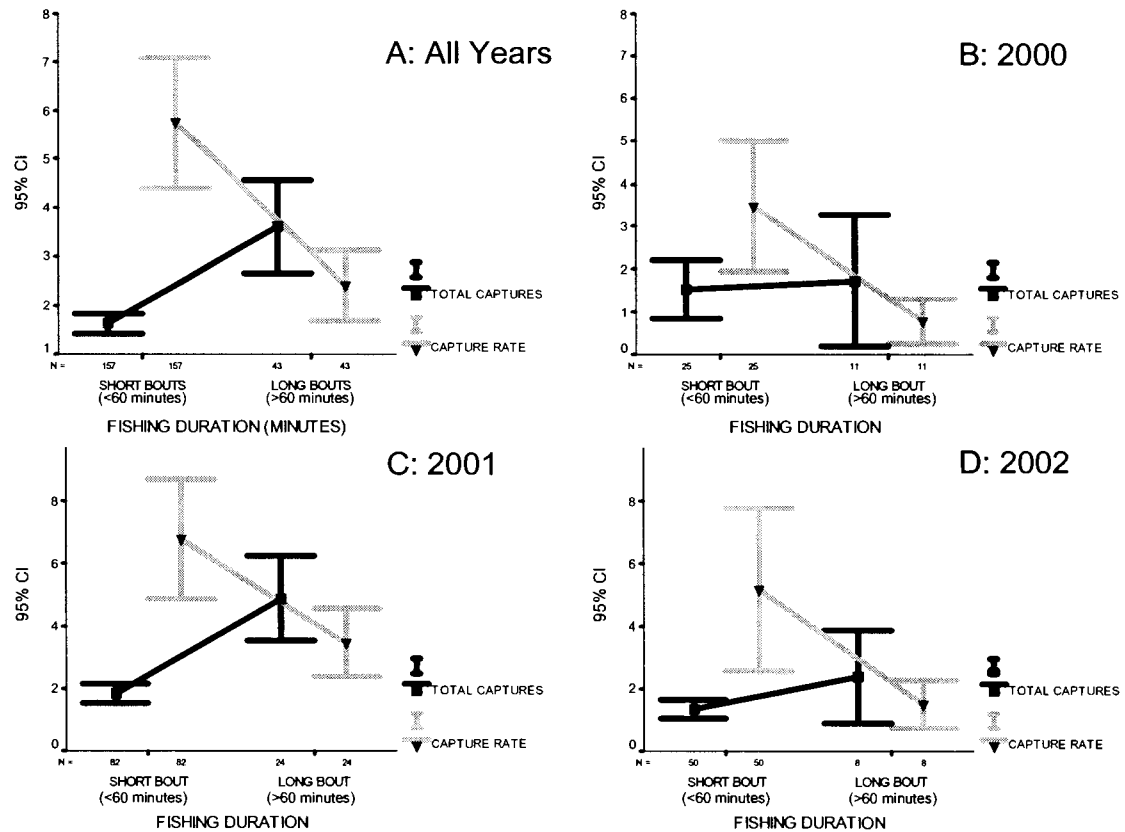 A: All Years
8
7
6
5
4
3
2
1
95% CI
N =
157
157
43
43
SHORT BOUTS
LONG BOUTS
(<60 minutes)
(>60 minutes)
FISHING DURATION (MINUTES)
TOTAL CAPTURES
CAPTURE RATE
B: 2000
8
7
6
5
4
3
2
1
0
95% CI
N =
25
25
11
11
SHORT BOUT
LONG BOUT
(<60 minutes)
(>60 minutes)
FISHING DURATION
TOTAL CAPTURES
CAPTURE RATE
C: 2001
8
6
4
2
0
95% CI
N =
82
82
24
24
SHORT BOUT
LONG BOUT
(<60 minutes)
(>60 minutes)
FISHING DURATION
TOTAL CAPTURES
CAPTURE RATE
D: 2002
8
6
4
2
0
95% CI
N =
50
50
8
8
SHORT BOUT
LONG BOUT
(<60 minutes)
(>60 minutes)
FISHING DURATION
TOTAL CAPTURES
CAPTURE RATE